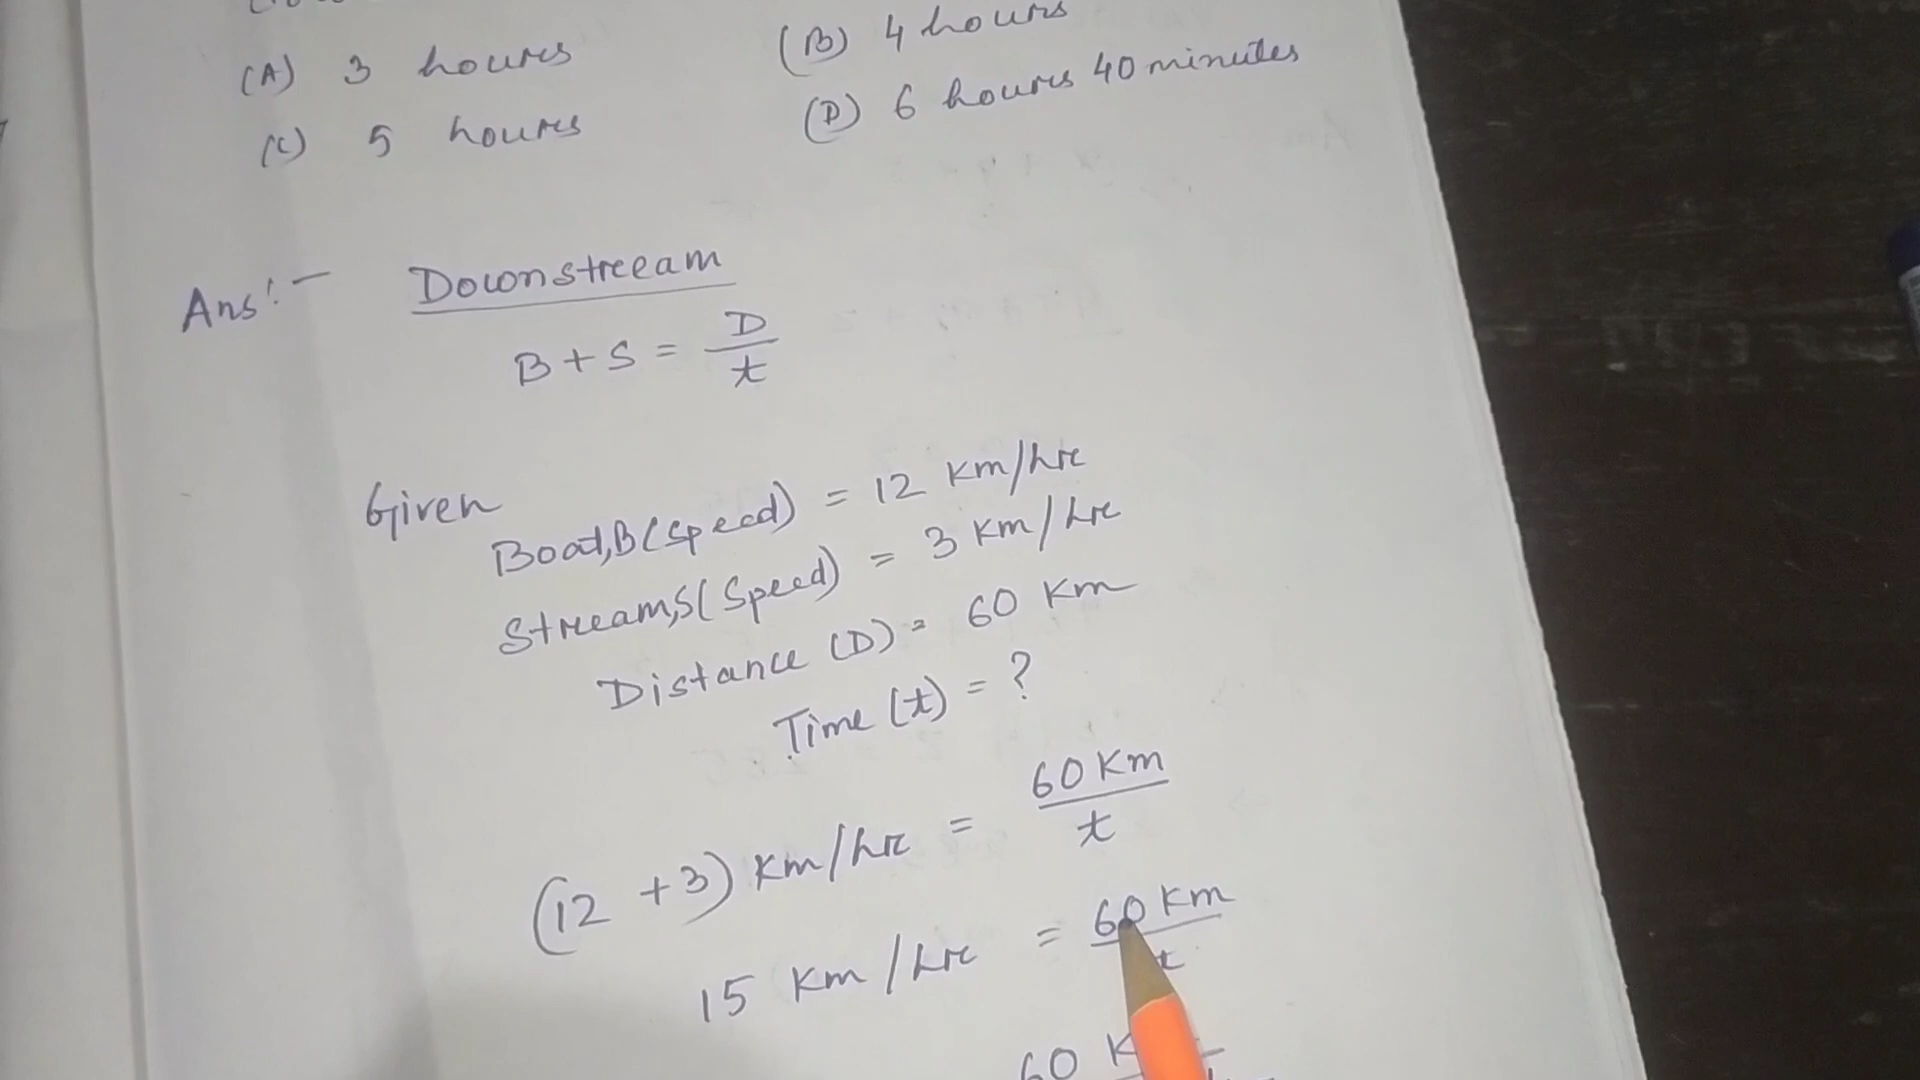 (A) 3 hours
(B) 4 hours
(C) 5 hours
(D) 6 hours 40 minutes
Ans:- Downstream
B + S = D/t
Given
Boat,B(Speed) = 12 Km/hr
Stream,S(Speed) = 3 Km/hr
Distance (D) = 60 Km
Time (t) = ?
(12 + 3) Km/hr = 60 Km/t
15 Km/hr = 60 Km/t
60 K